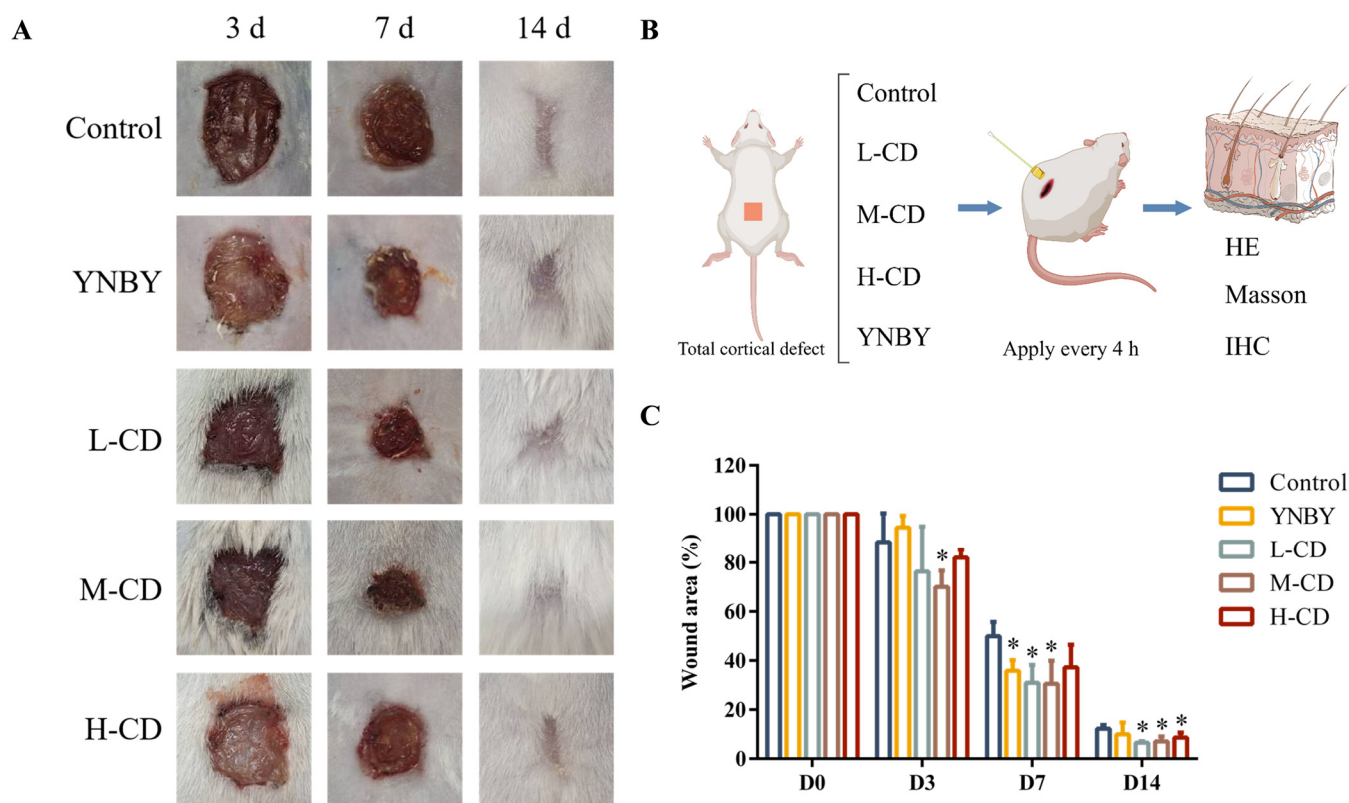 A
3 d 7 d 14 d
Control
YNBY
L-CD
M-CD
H-CD
B
Control
L-CD
M-CD
H-CD
YNBY
Total cortical defect
Apply every 4 h
HE
Masson
IHC
C
Wound area (%)
120
100
80
60
40
20
0
*
* * *
* * *
D0 D3 D7 D14
Control
YNBY
L-CD
M-CD
H-CD